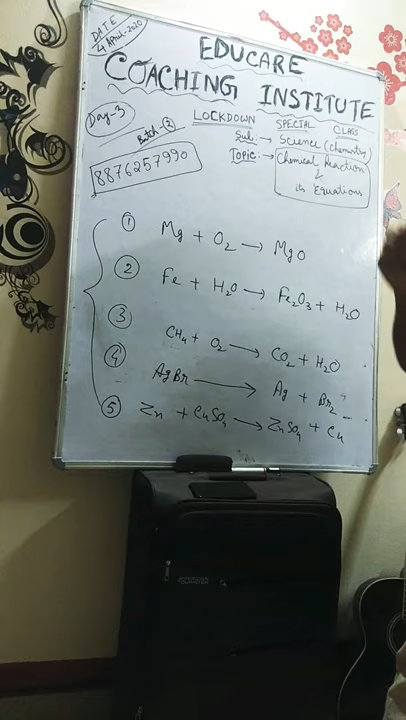 DATE
4 April-2020
EDUCARE
COACHING INSTITUTE
Day-3
Batch-②
8876257990
LOCKDOWN SPECIAL CLASS
Sub:→ Science (chemistry)
Topic:→ Chemical Reaction
↓
its Equations
① Mg + O₂ → MgO
② Fe + H₂O → Fe₂O₃ + H₂O
③ CH₄ + O₂ → CO₂ + H₂O
④ AgBr → Ag + Br₂
⑤ Zn + CuSO₄ → ZnSO₄ + Cu